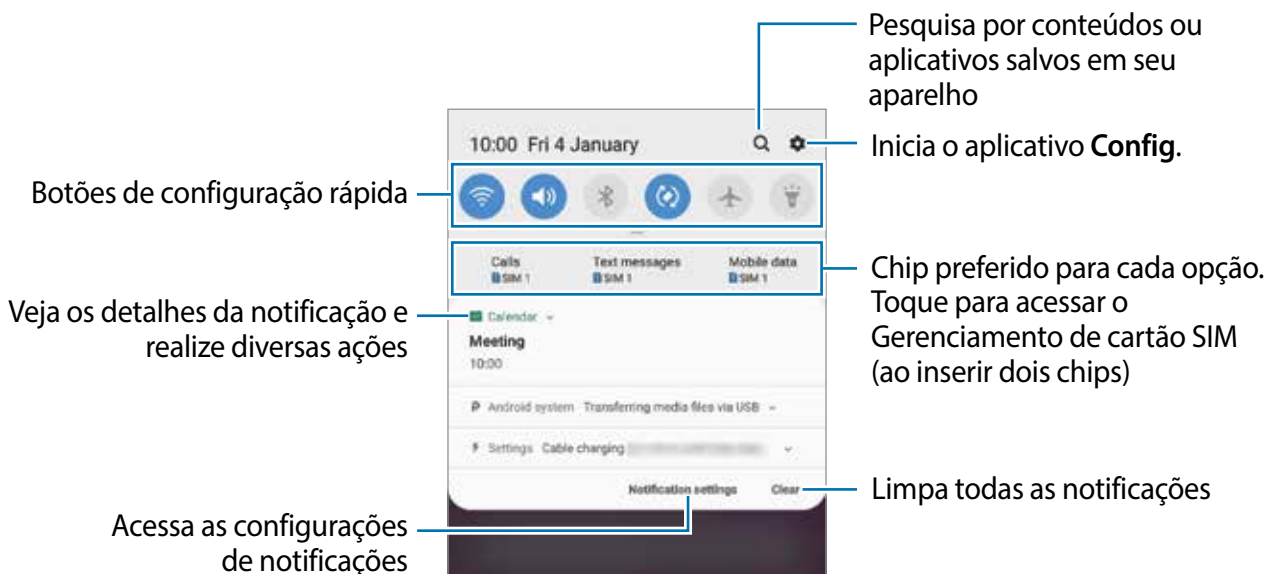 Pesquisa por conteúdos ou
aplicativos salvos em seu
aparelho
10:00 Fri 4 January
Inicia o aplicativo Config.
Botões de configuração rápida
Calls
SIM 1
Text messages
SIM 1
Mobile data
SIM 1
Chip preferido para cada opção.
Toque para acessar o
Gerenciamento de cartão SIM
(ao inserir dois chips)
Veja os detalhes da notificação e
realize diversas ações
Calendar
Meeting
10:00
Android system Transferring media files via USB
Settings Cable charging
Notification settings Clear
Limpa todas as notificações
Acessa as configurações
de notificações